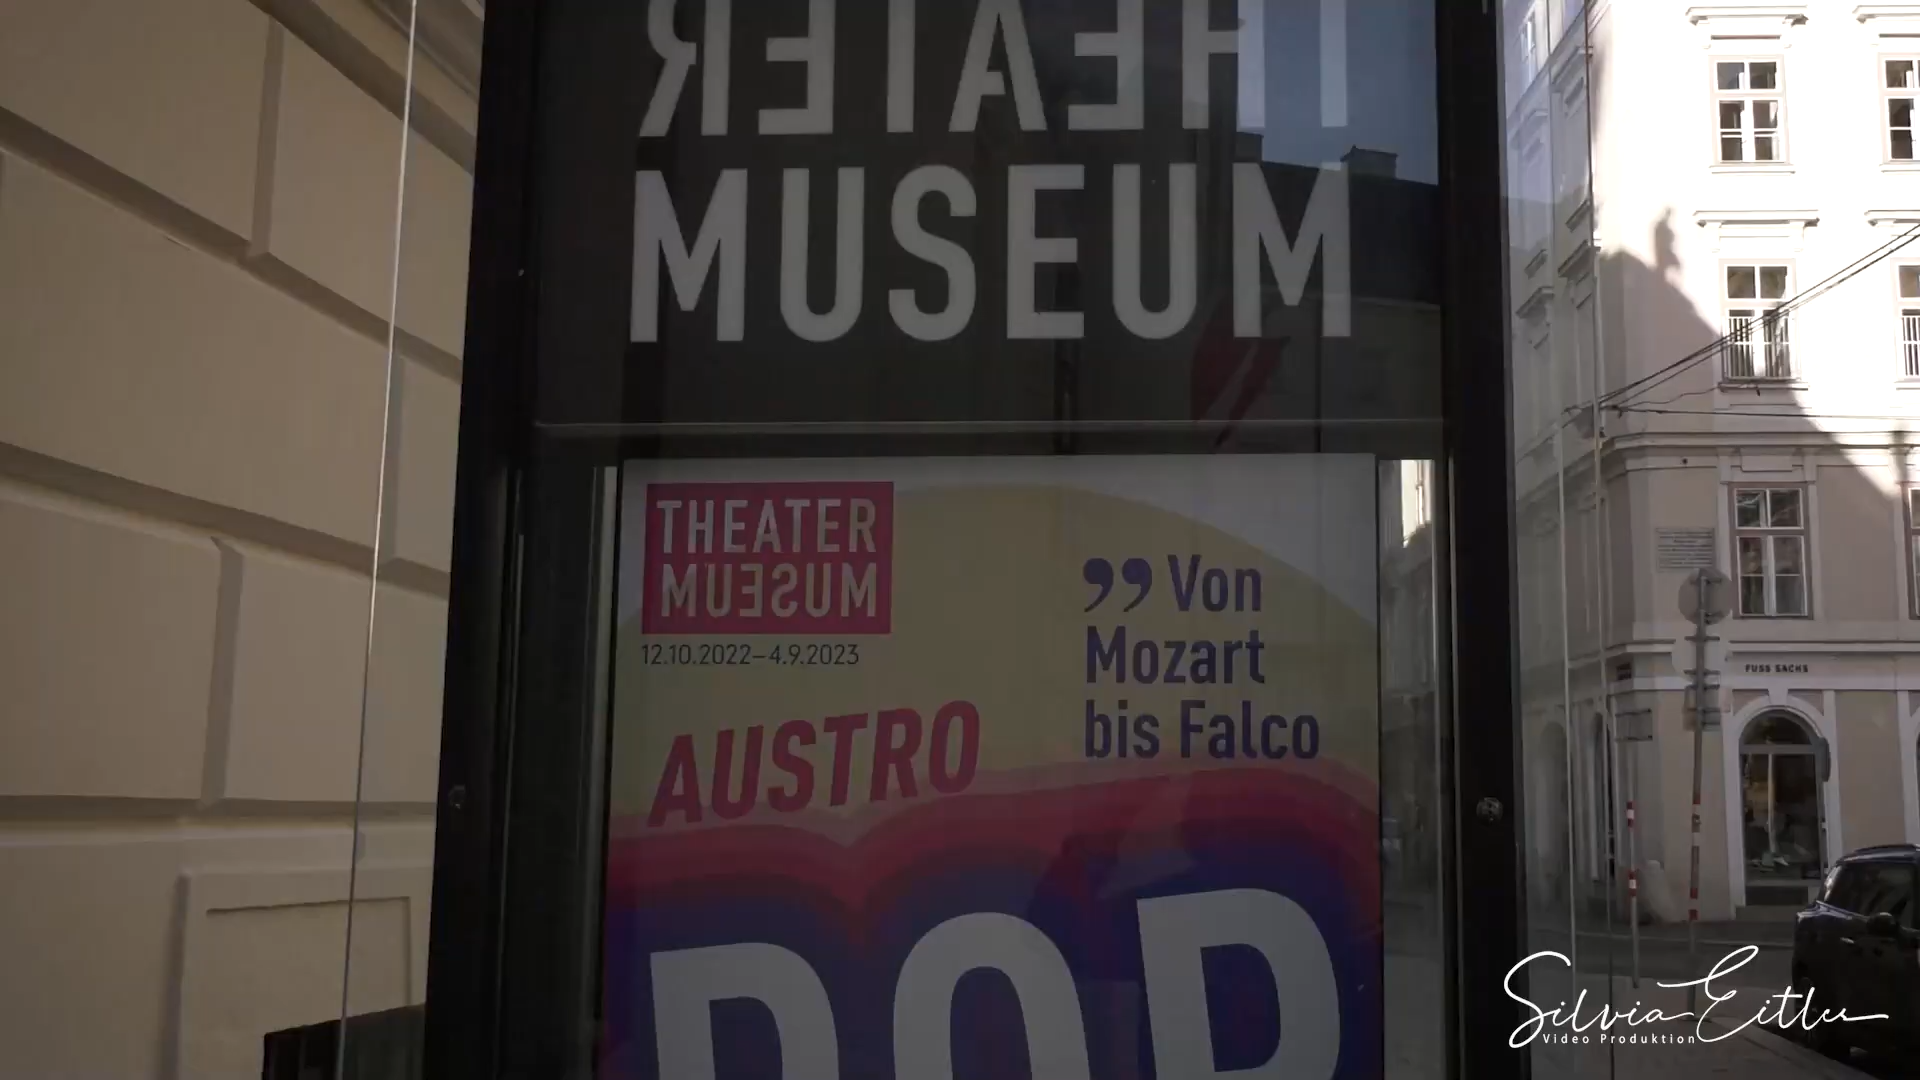 THEATER
MUSEUM
THEATER
MUSEUM
12.10.2022–4.9.2023
„ Von
Mozart
bis Falco
AUSTRO
POP
FUSS SACHS
Silvia Eitler
Video Produktion